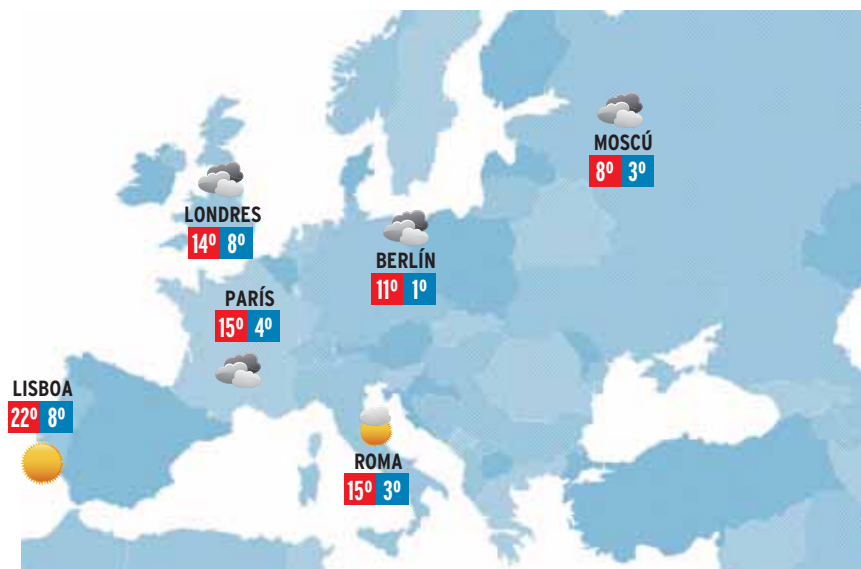 MOSCÚ
8º 3º
LONDRES
14º 8º
BERLÍN
11º 1º
PARÍS
15º 4º
LISBOA
22º 8º
ROMA
15º 3º